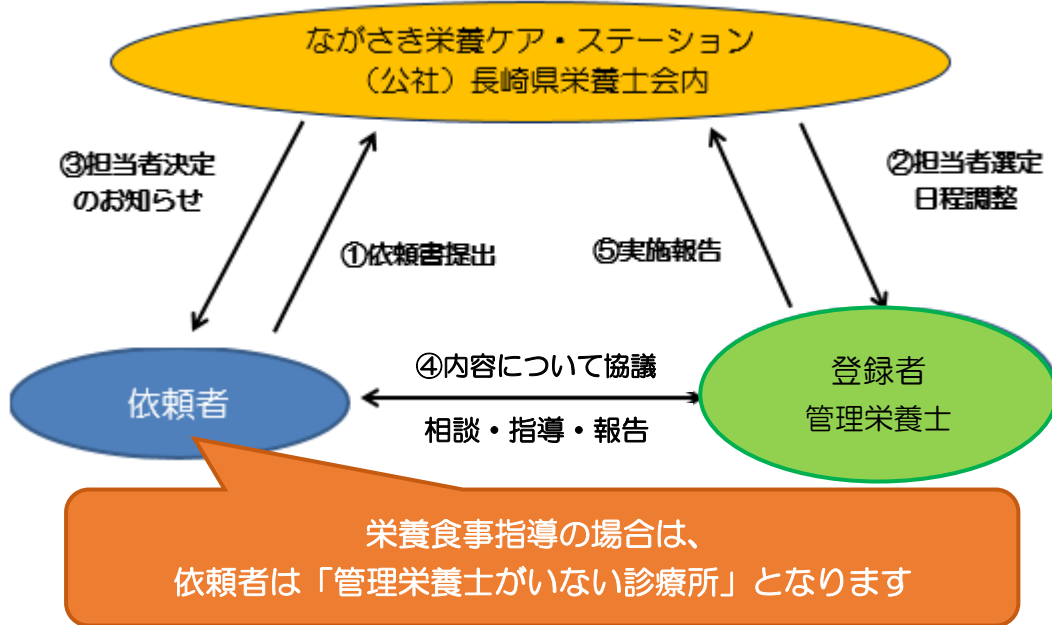 ながさき栄養ケア・ステーション
（公社）長崎県栄養士会内
③担当者決定
のお知らせ
②担当者選定
日程調整
①依頼書提出
⑤実施報告
④内容について協議
相談・指導・報告
依頼者
登録者
管理栄養士
栄養食事指導の場合は、
依頼者は「管理栄養士がいない診療所」となります